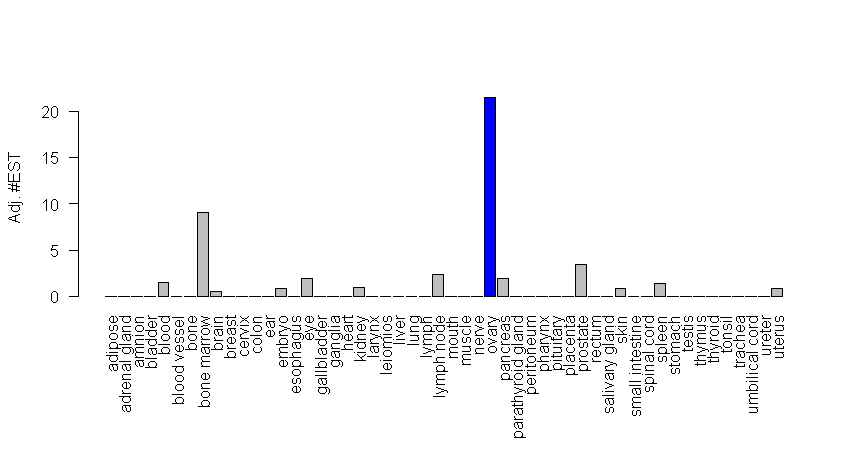 Adj. #EST
20
15
10
5
0
adipose
adrenal gland
amnion
bladder
blood
blood vessel
bone
bone marrow
brain
breast
cervix
colon
ear
embryo
esophagus
eye
gallbladder
ganglia
heart
kidney
larynx
leiomios
liver
lung
lymph
lymph node
mouth
muscle
nerve
ovary
pancreas
parathyroid gland
peritoneum
pharynx
pituitary
placenta
prostate
rectum
salivary gland
skin
small intestine
spinal cord
spleen
stomach
testis
thymus
thyroid
tonsil
trachea
umbilical cord
ureter
uterus